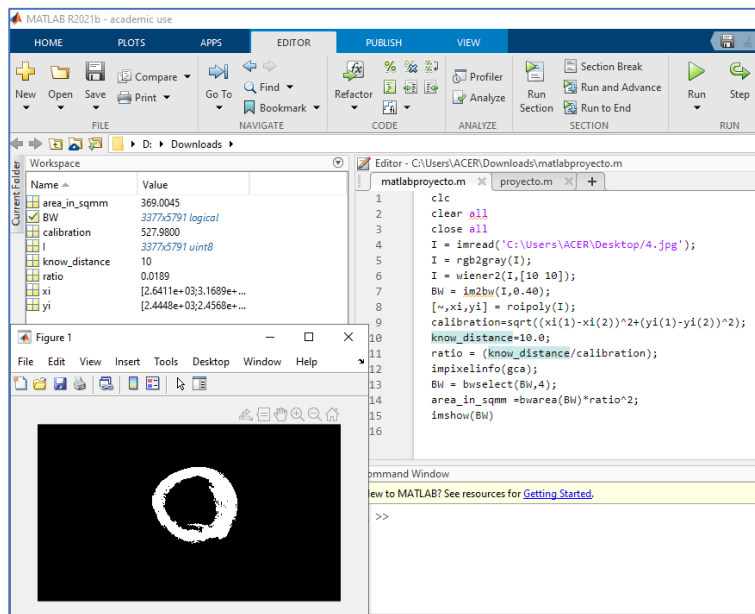 MATLAB R2021b - academic use
HOME PLOTS APPS EDITOR PUBLISH VIEW
New Open Save Compare Print
FILE
Go To Find Bookmark
NAVIGATE
Refactor
CODE
Profiler
Analyze
ANALYZE
Run Section
Section Break
Run and Advance
Run to End
SECTION
Run Step
RUN
D: Downloads
Current Folder
Workspace
Name Value
area_in_sqmm 369.0045
BW 3377x5791 logical
calibration 527.9800
I 3377x5791 uint8
know_distance 10
ratio 0.0189
xi [2.6411e+03;3.1689e+...
yi [2.4448e+03;2.4568e+...
Editor - C:\Users\ACER\Downloads\matlabproyecto.m
matlabproyecto.m proyecto.m
1 clc
2 clear all
3 close all
4 I = imread('C:\Users\ACER\Desktop/4.jpg');
5 I = rgb2gray(I);
6 I = wiener2(I,[10 10]);
7 BW = im2bw(I,0.40);
8 [~,xi,yi] = roipoly(I);
9 calibration=sqrt((xi(1)-xi(2))^2+(yi(1)-yi(2))^2);
10 know_distance=10.0;
11 ratio = (know_distance/calibration);
12 impixelinfo(gca);
13 BW = bwselect(BW,4);
14 area_in_sqmm =bwarea(BW)*ratio^2;
15 imshow(BW)
16
Figure 1
File Edit View Insert Tools Desktop Window Help
ommand Window
lew to MATLAB? See resources for Getting Started.
>>